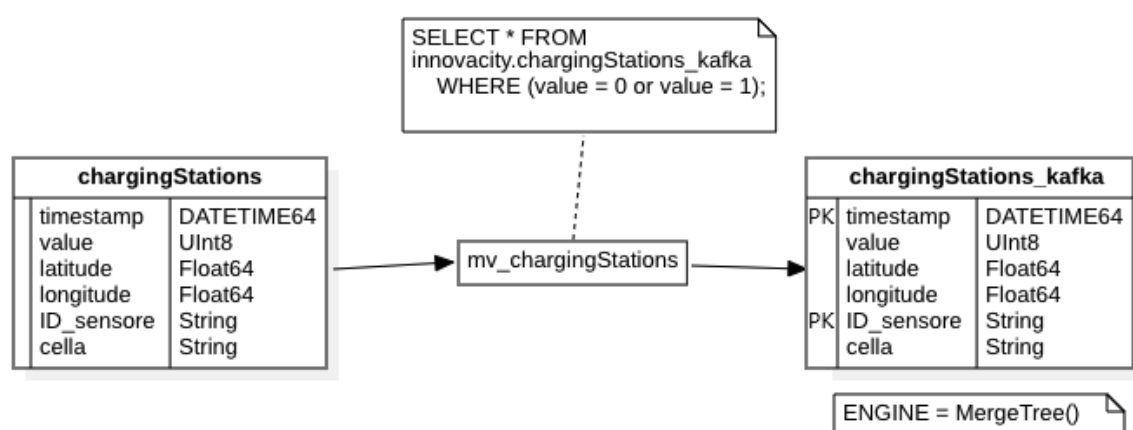 SELECT * FROM
innovacity.chargingStations_kafka
WHERE (value = 0 or value = 1);
chargingStations
timestamp DATETIME64
value UInt8
latitude Float64
longitude Float64
ID_sensore String
cella String
mv_chargingStations
chargingStations_kafka
PK timestamp DATETIME64
value UInt8
latitude Float64
longitude Float64
PK ID_sensore String
cella String
ENGINE = MergeTree()